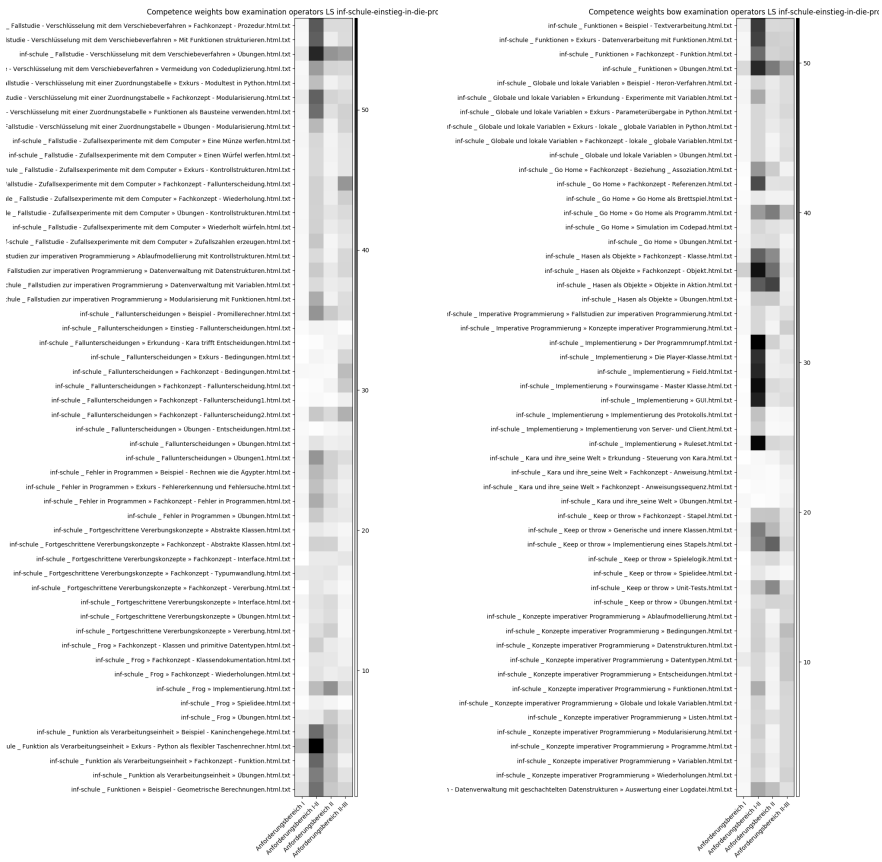 Competence weights bow examination operators LS inf-schule-einstieg-in-die-pro
_ Fallstudie - Verschlüsselung mit dem Verschiebeverfahren » Fachkonzept - Prozedur.html.txt
llstudie - Verschlüsselung mit dem Verschiebeverfahren » Mit Funktionen strukturieren.html.txt
inf-schule _ Fallstudie - Verschlüsselung mit dem Verschiebeverfahren » Übungen.html.txt
- Verschlüsselung mit dem Verschiebeverfahren » Vermeidung von Codeduplizierung.html.txt
allstudie - Verschlüsselung mit einer Zuordnungstabelle » Exkurs - Modultest in Python.html.txt
tudie - Verschlüsselung mit einer Zuordnungstabelle » Fachkonzept - Modularisierung.html.txt
- Verschlüsselung mit einer Zuordnungstabelle » Funktionen als Bausteine verwenden.html.txt
Fallstudie - Verschlüsselung mit einer Zuordnungstabelle » Übungen - Modularisierung.html.txt
inf-schule _ Fallstudie - Zufallsexperimente mit dem Computer » Eine Münze werfen.html.txt
inf-schule _ Fallstudie - Zufallsexperimente mit dem Computer » Einen Würfel werfen.html.txt
ule _ Fallstudie - Zufallsexperimente mit dem Computer » Exkurs - Kontrollstrukturen.html.txt
allstudie - Zufallsexperimente mit dem Computer » Fachkonzept - Fallunterscheidung.html.txt
le _ Fallstudie - Zufallsexperimente mit dem Computer » Fachkonzept - Wiederholung.html.txt
e _ Fallstudie - Zufallsexperimente mit dem Computer » Übungen - Kontrollstrukturen.html.txt
inf-schule _ Fallstudie - Zufallsexperimente mit dem Computer » Wiederholt würfeln.html.txt
f-schule _ Fallstudie - Zufallsexperimente mit dem Computer » Zufallszahlen erzeugen.html.txt
studien zur imperativen Programmierung » Ablaufmodellierung mit Kontrollstrukturen.html.txt
Fallstudien zur imperativen Programmierung » Datenverwaltung mit Datenstrukturen.html.txt
hule _ Fallstudien zur imperativen Programmierung » Datenverwaltung mit Variablen.html.txt
hule _ Fallstudien zur imperativen Programmierung » Modularisierung mit Funktionen.html.txt
inf-schule _ Fallunterscheidungen » Beispiel - Promillerechner.html.txt
inf-schule _ Fallunterscheidungen » Einstieg - Fallunterscheidungen.html.txt
inf-schule _ Fallunterscheidungen » Erkundung - Kara trifft Entscheidungen.html.txt
inf-schule _ Fallunterscheidungen » Exkurs - Bedingungen.html.txt
inf-schule _ Fallunterscheidungen » Fachkonzept - Bedingungen.html.txt
inf-schule _ Fallunterscheidungen » Fachkonzept - Fallunterscheidung.html.txt
inf-schule _ Fallunterscheidungen » Fachkonzept - Fallunterscheidung1.html.txt
inf-schule _ Fallunterscheidungen » Fachkonzept - Fallunterscheidung2.html.txt
inf-schule _ Fallunterscheidungen » Übungen - Entscheidungen.html.txt
inf-schule _ Fallunterscheidungen » Übungen.html.txt
inf-schule _ Fallunterscheidungen » Übungen1.html.txt
inf-schule _ Fehler in Programmen » Beispiel - Rechnen wie die Ägypter.html.txt
inf-schule _ Fehler in Programmen » Exkurs - Fehlererkennung und Fehlersuche.html.txt
inf-schule _ Fehler in Programmen » Fachkonzept - Fehler in Programmen.html.txt
inf-schule _ Fehler in Programmen » Übungen.html.txt
inf-schule _ Fortgeschrittene Vererbungskonzepte » Abstrakte Klassen.html.txt
inf-schule _ Fortgeschrittene Vererbungskonzepte » Fachkonzept - Abstract Klassen.html.txt
inf-schule _ Fortgeschrittene Vererbungskonzepte » Fachkonzept - Interface.html.txt
inf-schule _ Fortgeschrittene Vererbungskonzepte » Fachkonzept - Typumwandlung.html.txt
inf-schule _ Fortgeschrittene Vererbungskonzepte » Fachkonzept - Vererbung.html.txt
inf-schule _ Fortgeschrittene Vererbungskonzepte » Interface.html.txt
inf-schule _ Fortgeschrittene Vererbungskonzepte » Übungen.html.txt
inf-schule _ Fortgeschrittene Vererbungskonzepte » Vererbung.html.txt
inf-schule _ Frog » Fachkonzept - Klassen und primitive Datentypen.html.txt
inf-schule _ Frog » Fachkonzept - Klassendokumentation.html.txt
inf-schule _ Frog » Fachkonzept - Wiederholungen.html.txt
inf-schule _ Frog » Implementierung.html.txt
inf-schule _ Frog » Spielidee.html.txt
inf-schule _ Frog » Übungen.html.txt
inf-schule _ Funktion als Verarbeitungseinheit » Beispiel - Kaninchengehege.html.txt
ule _ Funktion als Verarbeitungseinheit » Exkurs - Python als flexibler Taschenrechner.html.txt
inf-schule _ Funktion als Verarbeitungseinheit » Fachkonzept - Funktion.html.txt
inf-schule _ Funktion als Verarbeitungseinheit » Übungen.html.txt
inf-schule _ Funktionen » Beispiel - Geometrische Berechnungen.html.txt
Anforderungsbereich I
Anforderungsbereich I-II
Anforderungsbereich II
Anforderungsbereich II-III
50
40
30
20
10
Competence weights bow examination operators LS inf-schule-einstieg-in-die-pro
inf-schule _ Funktionen » Beispiel - Textverarbeitung.html.txt
inf-schule _ Funktionen » Exkurs - Datenverarbeitung mit Funktionen.html.txt
inf-schule _ Funktionen » Fachkonzept - Funktion.html.txt
inf-schule _ Funktionen » Übungen.html.txt
inf-schule _ Globale und lokale Variablen » Beispiel - Heron-Verfahren.html.txt
inf-schule _ Globale und lokale Variablen » Erkundung - Experimente mit Variablen.html.txt
inf-schule _ Globale und lokale Variablen » Exkurs - Parameterübergabe in Python.html.txt
inf-schule _ Globale und lokale Variablen » Exkurs - lokale _ globale Variablen in Python.html.txt
inf-schule _ Globale und lokale Variablen » Fachkonzept - lokale _ globale Variablen.html.txt
inf-schule _ Globale und lokale Variablen » Übungen.html.txt
inf-schule _ Go Home » Fachkonzept - Beziehung _ Assoziation.html.txt
inf-schule _ Go Home » Fachkonzept - Referenzen.html.txt
inf-schule _ Go Home » Go Home als Brettspiel.html.txt
inf-schule _ Go Home » Go Home als Programm.html.txt
inf-schule _ Go Home » Simulation im Codepad.html.txt
inf-schule _ Go Home » Übungen.html.txt
inf-schule _ Hasen als Objekte » Fachkonzept - Klasse.html.txt
inf-schule _ Hasen als Objekte » Fachkonzept - Objekt.html.txt
inf-schule _ Hasen als Objekte » Objekte in Aktion.html.txt
inf-schule _ Hasen als Objekte » Übungen.html.txt
nf-schule _ Imperative Programmierung » Fallstudien zur imperativen Programmierung.html.txt
inf-schule _ Imperative Programmierung » Konzepte imperativer Programmierung.html.txt
inf-schule _ Implementierung » Der Programmrumpf.html.txt
inf-schule _ Implementierung » Die Player-Klasse.html.txt
inf-schule _ Implementierung » Field.html.txt
inf-schule _ Implementierung » Fourwinsgame - Master Klasse.html.txt
inf-schule _ Implementierung » GUI.html.txt
inf-schule _ Implementierung » Implementierung des Protokolls.html.txt
inf-schule _ Implementierung » Implementierung von Server- und Client.html.txt
inf-schule _ Implementierung » Ruleset.html.txt
inf-schule _ Kara und ihre_seine Welt » Erkundung - Steuerung von Kara.html.txt
inf-schule _ Kara und ihre_seine Welt » Fachkonzept - Anweisung.html.txt
inf-schule _ Kara und ihre_seine Welt » Fachkonzept - Anweisungssequenz.html.txt
inf-schule _ Kara und ihre_seine Welt » Übungen.html.txt
inf-schule _ Keep or throw » Fachkonzept - Stapel.html.txt
inf-schule _ Keep or throw » Generische und innere Klassen.html.txt
inf-schule _ Keep or throw » Implementierung eines Stapels.html.txt
inf-schule _ Keep or throw » Spielelogik.html.txt
inf-schule _ Keep or throw » Spielidee.html.txt
inf-schule _ Keep or throw » Unit-Tests.html.txt
inf-schule _ Keep or throw » Übungen.html.txt
inf-schule _ Konzepte imperativer Programmierung » Ablaufmodellierung.html.txt
inf-schule _ Konzepte imperativer Programmierung » Bedingungen.html.txt
inf-schule _ Konzepte imperativer Programmierung » Datenstrukturen.html.txt
inf-schule _ Konzepte imperativer Programmierung » Datentypen.html.txt
inf-schule _ Konzepte imperativer Programmierung » Entscheidungen.html.txt
inf-schule _ Konzepte imperativer Programmierung » Funktionen.html.txt
inf-schule _ Konzepte imperativer Programmierung » Globale und lokale Variablen.html.txt
inf-schule _ Konzepte imperativer Programmierung » Listen.html.txt
inf-schule _ Konzepte imperativer Programmierung » Modularisierung.html.txt
inf-schule _ Konzepte imperativer Programmierung » Programme.html.txt
inf-schule _ Konzepte imperativer Programmierung » Variablen.html.txt
inf-schule _ Konzepte imperativer Programmierung » Wiederholungen.html.txt
n - Datenverwaltung mit geschachtelten Datenstrukturen » Auswertung einer Logdatei.html.txt
Anforderungsbereich I
Anforderungsbereich I-II
Anforderungsbereich II
Anforderungsbereich II-III
50
40
30
20
10